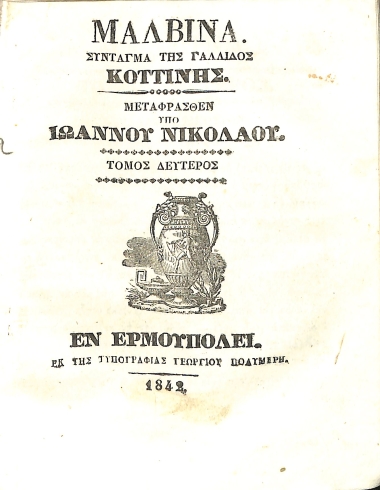 ΜΑΛΒΙΝΑ.
ΣΥΝΤΑΓΜΑ ΤΗΣ ΓΑΛΛΙΔΟΣ
ΚΟΤΤΙΝΗΣ.
ΜΕΤΑΦΡΑΣΘΕΝ
ΥΠΟ
ΙΩΑΝΝΟΥ ΝΙΚΟΛΑΟΥ.
ΤΟΜΟΣ ΔΕΥΤΕΡΟΣ
ΕΝ ΕΡΜΟΥΠΟΛΕΙ.
ΕΚ ΤΗΣ ΤΥΠΟΓΡΑΦΙΑΣ ΓΕΩΡΓΙΟΥ ΠΟΛΥΜΕΡΗ.
1842.